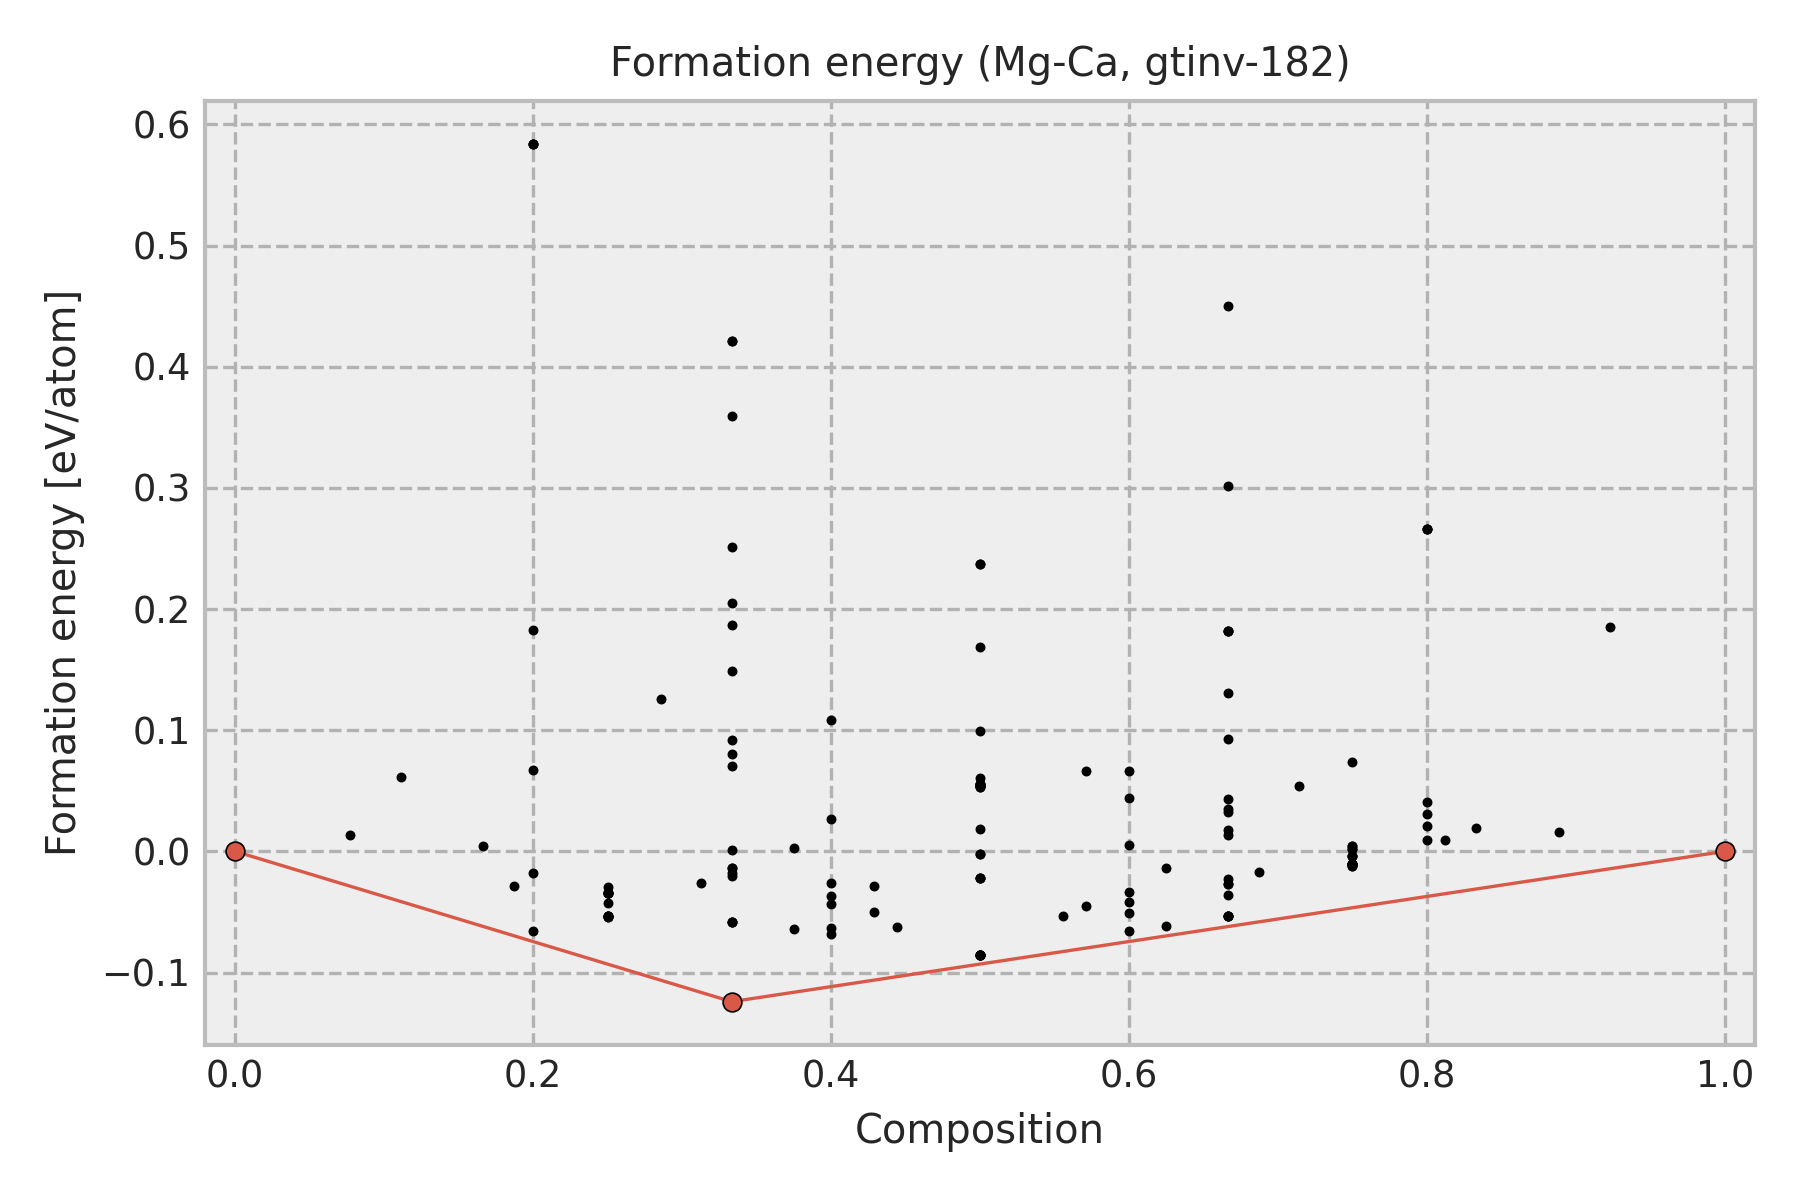 Formation energy (Mg-Ca, gtinv-182)
Formation energy [eV/atom]
0.6
0.5
0.4
0.3
0.2
0.1
0.0
−0.1
0.0 0.2 0.4 0.6 0.8 1.0
Composition